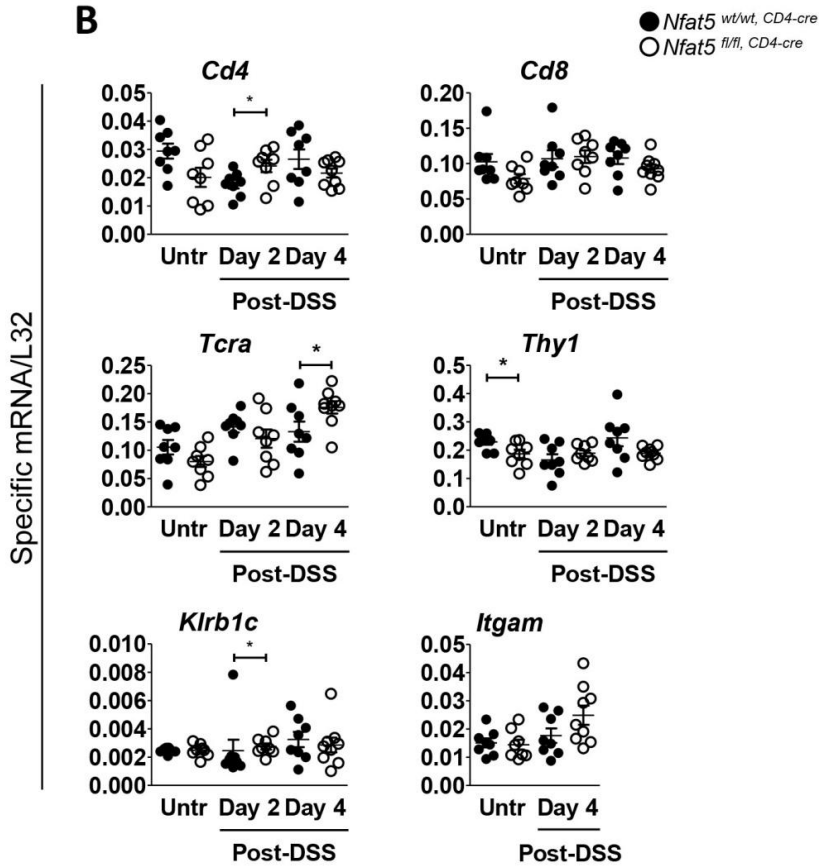 B
● Nfat5 wt/wt, CD4-cre
○ Nfat5 fl/fl, CD4-cre
Specific mRNA/L32
Cd4
0.05
0.04
0.03
0.02
0.01
0.00
*
Untr Day 2 Day 4
Post-DSS
Cd8
0.20
0.15
0.10
0.05
0.00
Untr Day 2 Day 4
Post-DSS
Tcra
0.25
0.20
0.15
0.10
0.05
0.00
*
Untr Day 2 Day 4
Post-DSS
Thy1
0.5
0.4
0.3
0.2
0.1
0.0
*
Untr Day 2 Day 4
Post-DSS
Klrb1c
0.010
0.008
0.006
0.004
0.002
0.000
*
Untr Day 2 Day 4
Post-DSS
Itgam
0.05
0.04
0.03
0.02
0.01
0.00
Untr Day 4
Post-DSS